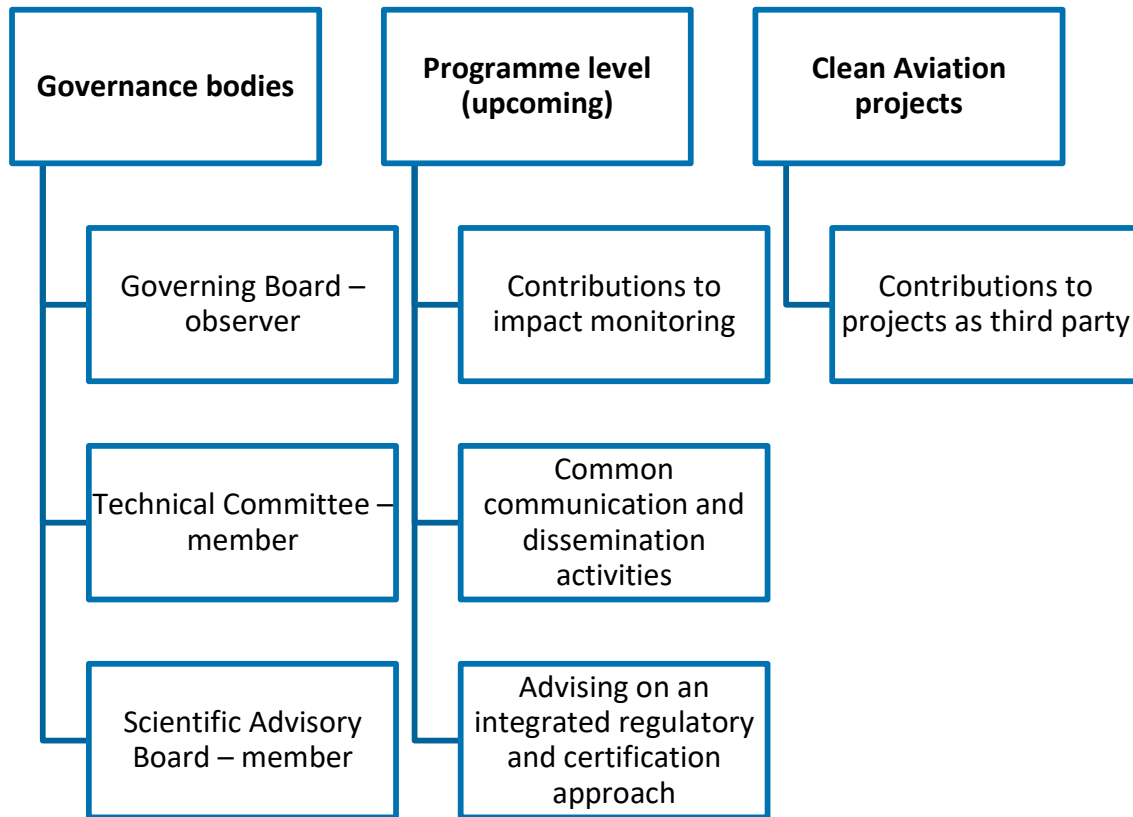 Governance bodies
Governing Board –
observer
Technical Committee –
member
Scientific Advisory
Board – member
Programme level
(upcoming)
Contributions to
impact monitoring
Common
communication and
dissemination
activities
Advising on an
integrated regulatory
and certification
approach
Clean Aviation
projects
Contributions to
projects as third party